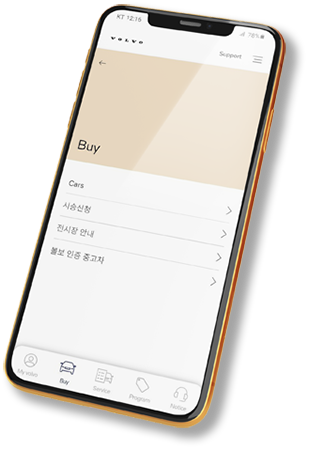 KT 12:15
78%
VOLVO
Support
Buy
Cars
시승신청
전시장 안내
볼보 인증 중고차
My volvo
Buy
Service
Program
Notice